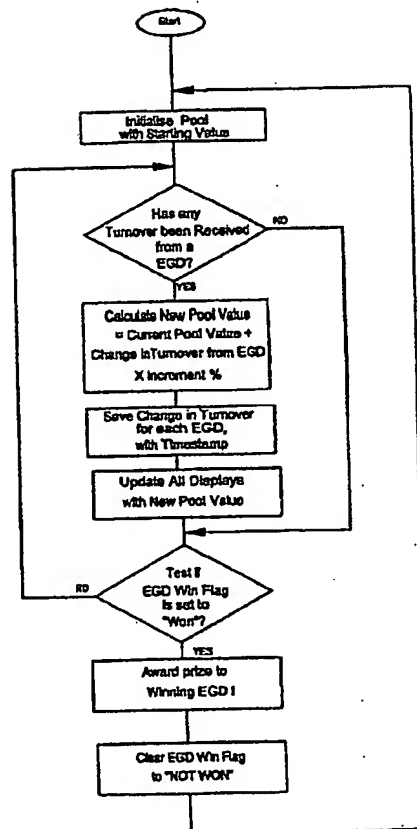 Start
Initialise Pool
with Starting Value
Has any
Turnover been Received
from a
EGD?
NO
YES
Calculate New Pool Value
= Current Pool Value +
Change inTurnover from EGD
X Increment %
Save Change in Turnover
for each EGD,
with Timestamp
Update All Displays
with New Pool Value
Test if
EGD Win Flag
is set to
"Won"?
NO
YES
Award prize to
Winning EGD !
Clear EGD Win Flag
to "NOT WON"